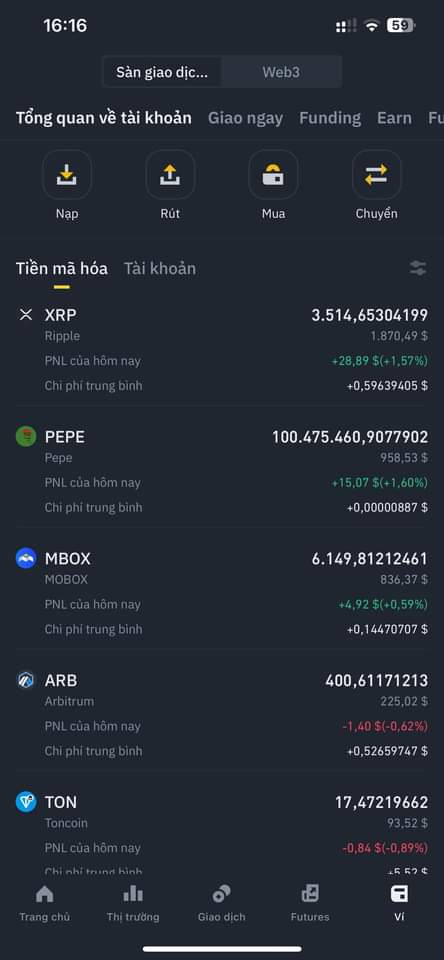 16:16
59
Sàn giao dịc...
Web3
Tổng quan về tài khoản Giao ngay Funding Earn Fu
Nạp Rút Mua Chuyển
Tiền mã hóa Tài khoản
XRP 3.514,65304199
Ripple 1.870,49 $
PNL của hôm nay +28,89 $(+1,57%)
Chi phí trung bình +0,59639405 $
PEPE 100.475.460,9077902
Pepe 958,53 $
PNL của hôm nay +15,07 $(+1,60%)
Chi phí trung bình +0,00000887 $
MBOX 6.149,81212461
MOBOX 836,37 $
PNL của hôm nay +4,92 $(+0,59%)
Chi phí trung bình +0,14470707 $
ARB 400,61171213
Arbitrum 225,02 $
PNL của hôm nay -1,40 $(-0,62%)
Chi phí trung bình +0,52659747 $
TON 17,47219662
Toncoin 93,52 $
PNL của hôm nay -0,84 $(-0,89%)
Chi phí trung bình +5,52 $
Trang chủ Thị trường Giao dịch Futures Ví